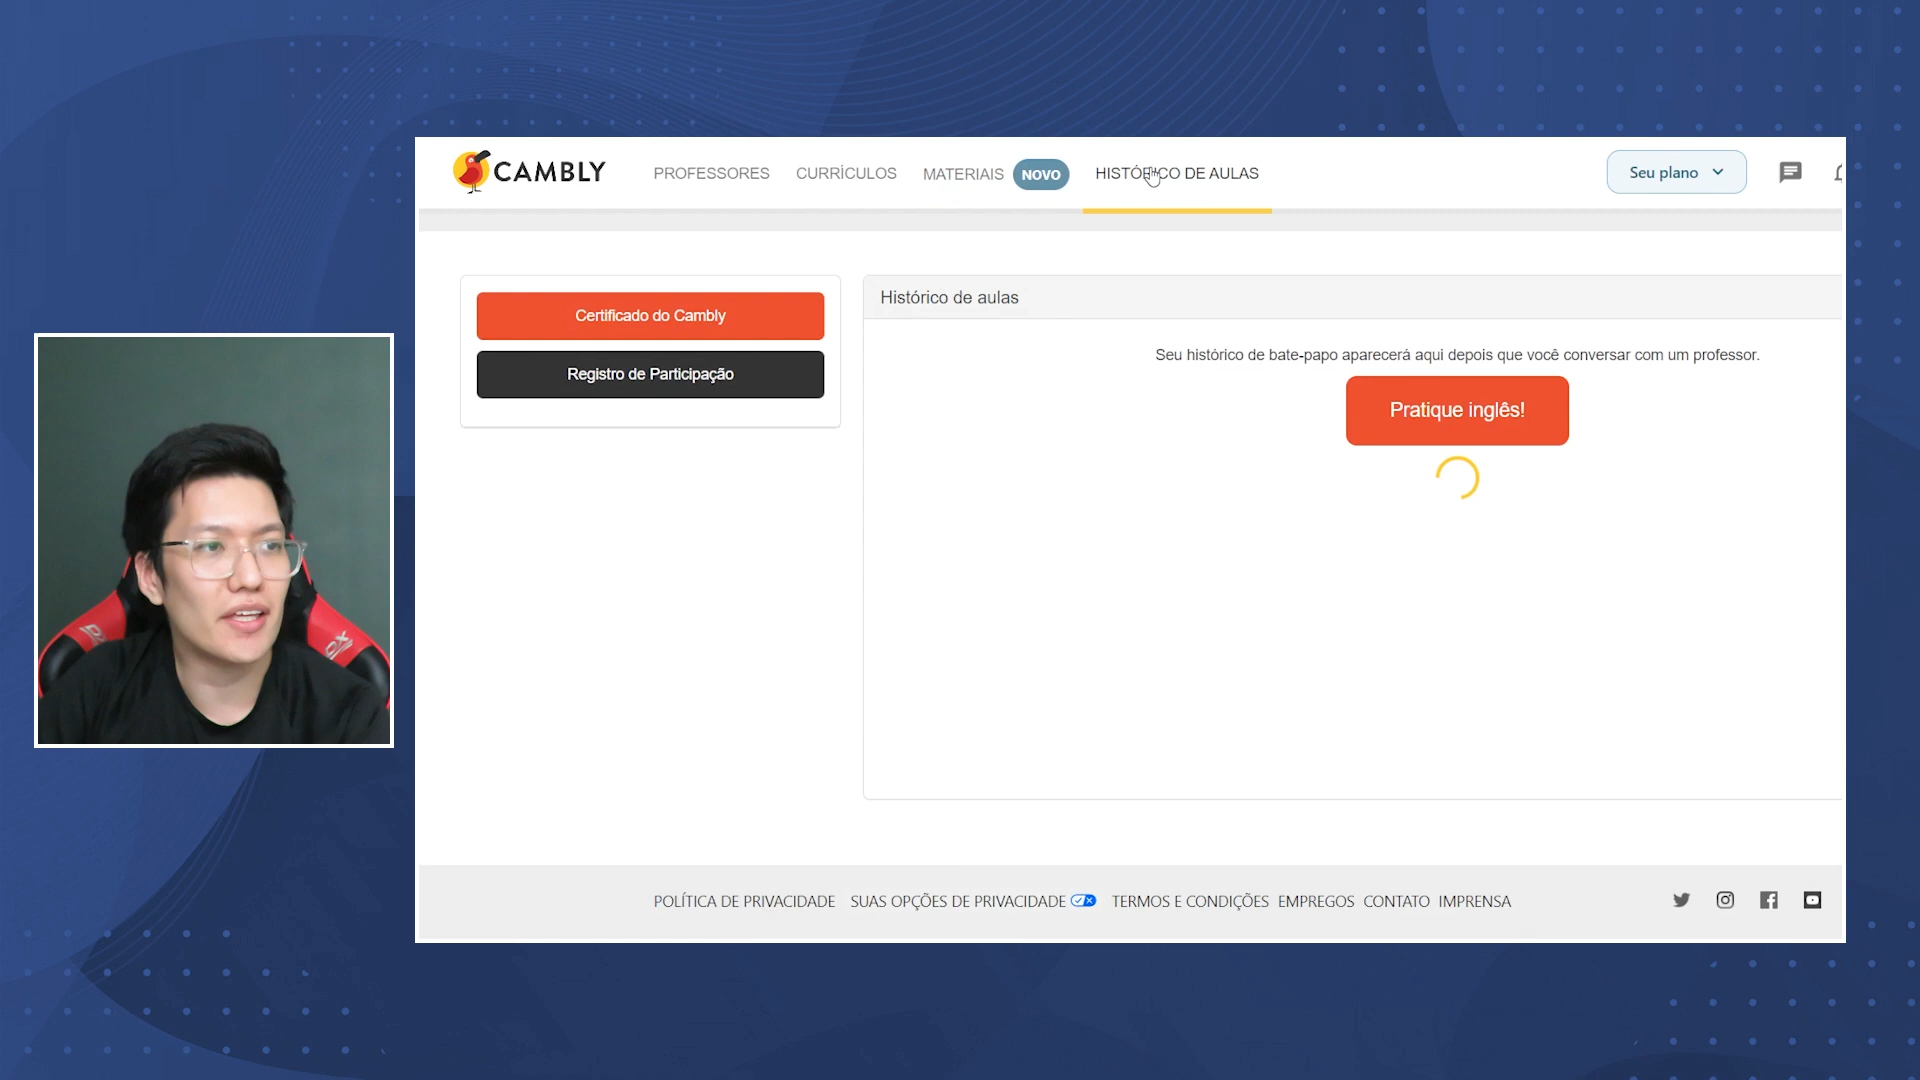 CAMBLY
PROFESSORES
CURRÍCULOS
MATERIAIS NOVO
HISTÓRICO DE AULAS
Seu plano
Certificado do Cambly
Registro de Participação
Histórico de aulas
Seu histórico de bate-papo aparecerá aqui depois que você conversar com um professor.
Pratique inglês!
POLÍTICA DE PRIVACIDADE SUAS OPÇÕES DE PRIVACIDADE TERMOS E CONDIÇÕES EMPREGOS CONTATO IMPRENSA